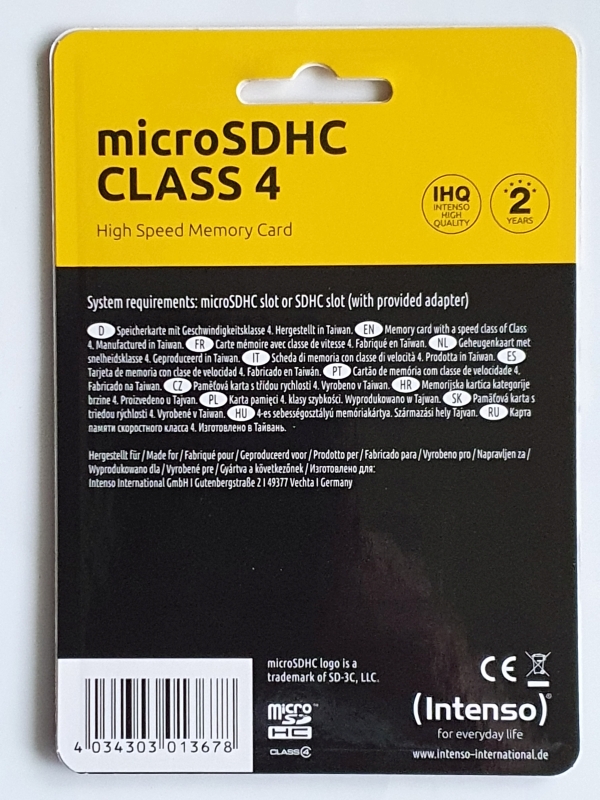 microSDHC
CLASS 4
High Speed Memory Card
IHQ
INTENSO
HIGH
QUALITY
2
YEARS
System requirements: microSDHC slot or SDHC slot (with provided adapter)
D Speicherkarte mit Geschwindigkeitsklasse 4. Hergestellt in Taiwan. EN Memory card with a speed class of Class
4. Manufactured in Taiwan. FR Carte mémoire avec classe de vitesse 4. Fabriqué en Taïwan. NL Geheugenkaart met
snelheidsklasse 4. Geproduceerd in Taiwan. IT Scheda di memoria con classe di velocità 4. Prodotta in Taiwan. ES
Tarjeta de memoria con clase de velocidad 4. Fabricado en Taiwán. PT Cartão de memória com classe de velocidade 4.
Fabricado na Taiwan. CZ Paměťová karta s třídou rychlosti 4. Vyrobeno v Taiwan. HR Memorijska kartica kategorije
brzine 4. Proizvedeno u Tajvan. PL Karta pamięci 4. klasy szybkości. Wyprodukowano w Tajwan. SK Pamäťová karta s
triedou rýchlosti 4. Vyrobené v Taiwan. HU 4-es sebességosztályú memóriakártya. Származási hely Tajvan. RU Карта
памяти скоростного класса 4. Изготовлено в Тайвань.
Hergestellt für / Made for / Fabriqué pour / Geproduceerd voor / Prodotto per / Fabricado para / Vyrobeno pro / Napravljen za /
Wyprodukowano dla / Vyrobené pre / Gyártva a következőnek / Изготовлено для:
Intenso International GmbH I Gutenbergstraße 2 I 49377 Vechta I Germany
microSDHC logo is a
trademark of SD-3C, LLC.
CE
micro
SD
HC
™
CLASS 4
(Intenso)®
for everyday life
www.intenso-international.de
4 034303 013678